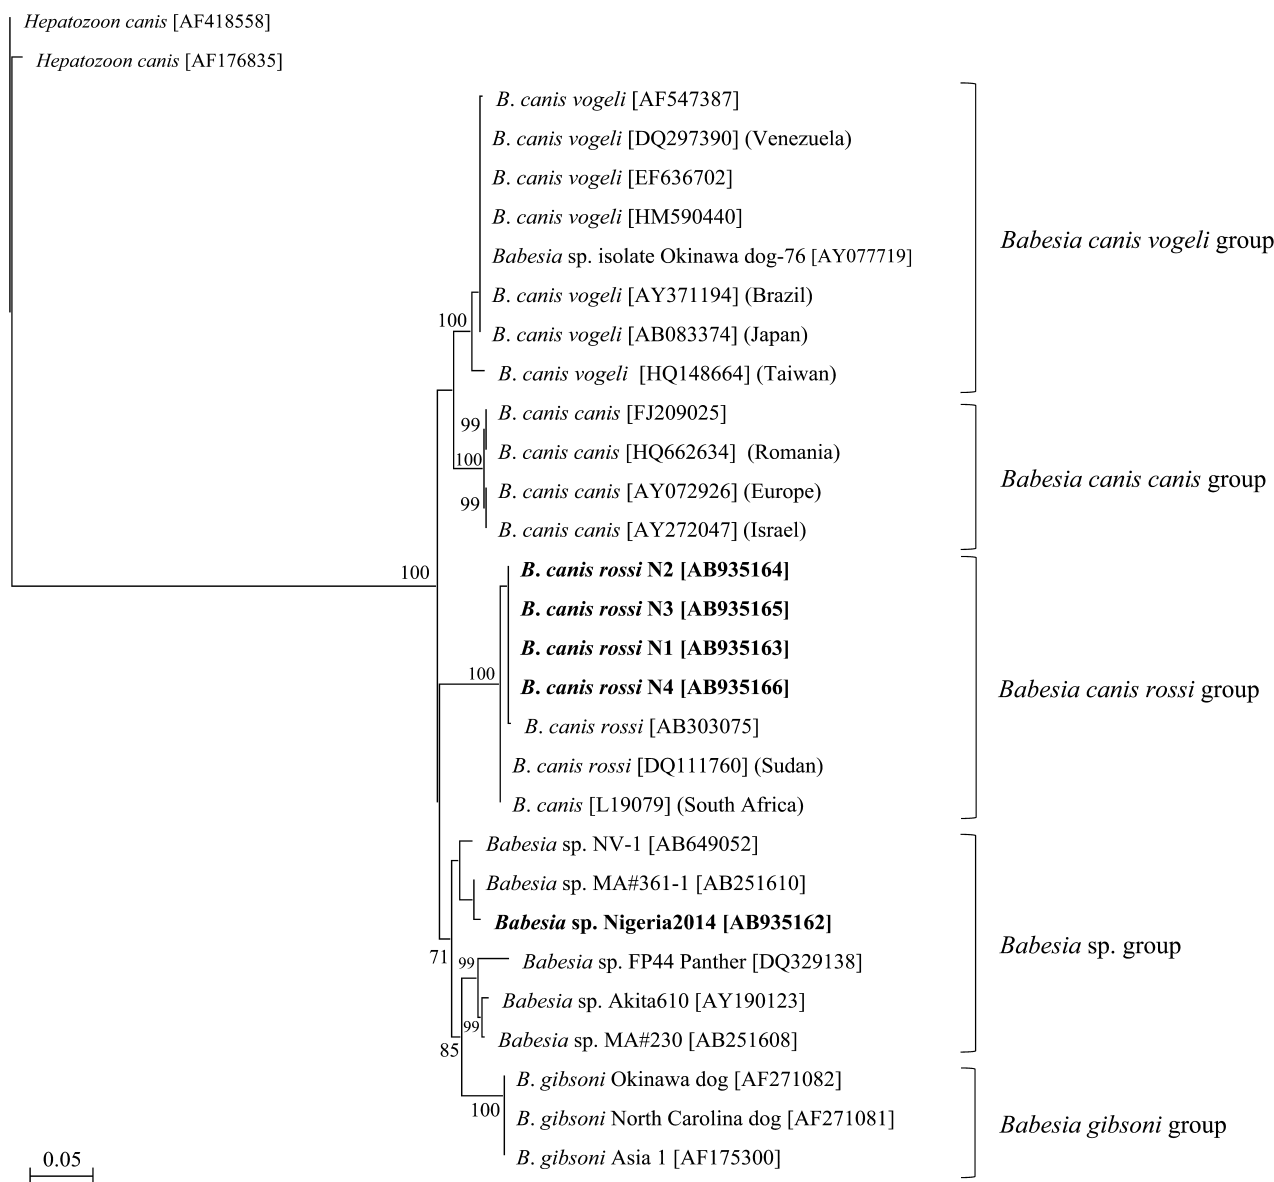 Hepatozoon canis [AF418558]
Hepatozoon canis [AF176835]
B. canis vogeli [AF547387]
B. canis vogeli [DQ297390] (Venezuela)
B. canis vogeli [EF636702]
B. canis vogeli [HM590440]
Babesia canis vogeli group
Babesia sp. isolate Okinawa dog-76 [AY077719]
B. canis vogeli [AY371194] (Brazil)
100
B. canis vogeli [AB083374] (Japan)
B. canis vogeli [HQ148664] (Taiwan)
B. canis canis [FJ209025]
99
B. canis canis [HQ662634] (Romania)
100
Babesia canis canis group
B. canis canis [AY072926] (Europe)
99
B. canis canis [AY272047] (Israel)
100
B. canis rossi N2 [AB935164]
B. canis rossi N3 [AB935165]
B. canis rossi N1 [AB935163]
100
B. canis rossi N4 [AB935166]
Babesia canis rossi group
B. canis rossi [AB303075]
B. canis rossi [DQ111760] (Sudan)
B. canis [L19079] (South Africa)
Babesia sp. NV-1 [AB649052]
Babesia sp. MA#361-1 [AB251610]
Babesia sp. Nigeria2014 [AB935162]
Babesia sp. group
71
99
Babesia sp. FP44 Panther [DQ329138]
Babesia sp. Akita610 [AY190123]
99
Babesia sp. MA#230 [AB251608]
85
B. gibsoni Okinawa dog [AF271082]
100
B. gibsoni North Carolina dog [AF271081]
Babesia gibsoni group
B. gibsoni Asia 1 [AF175300]
0.05